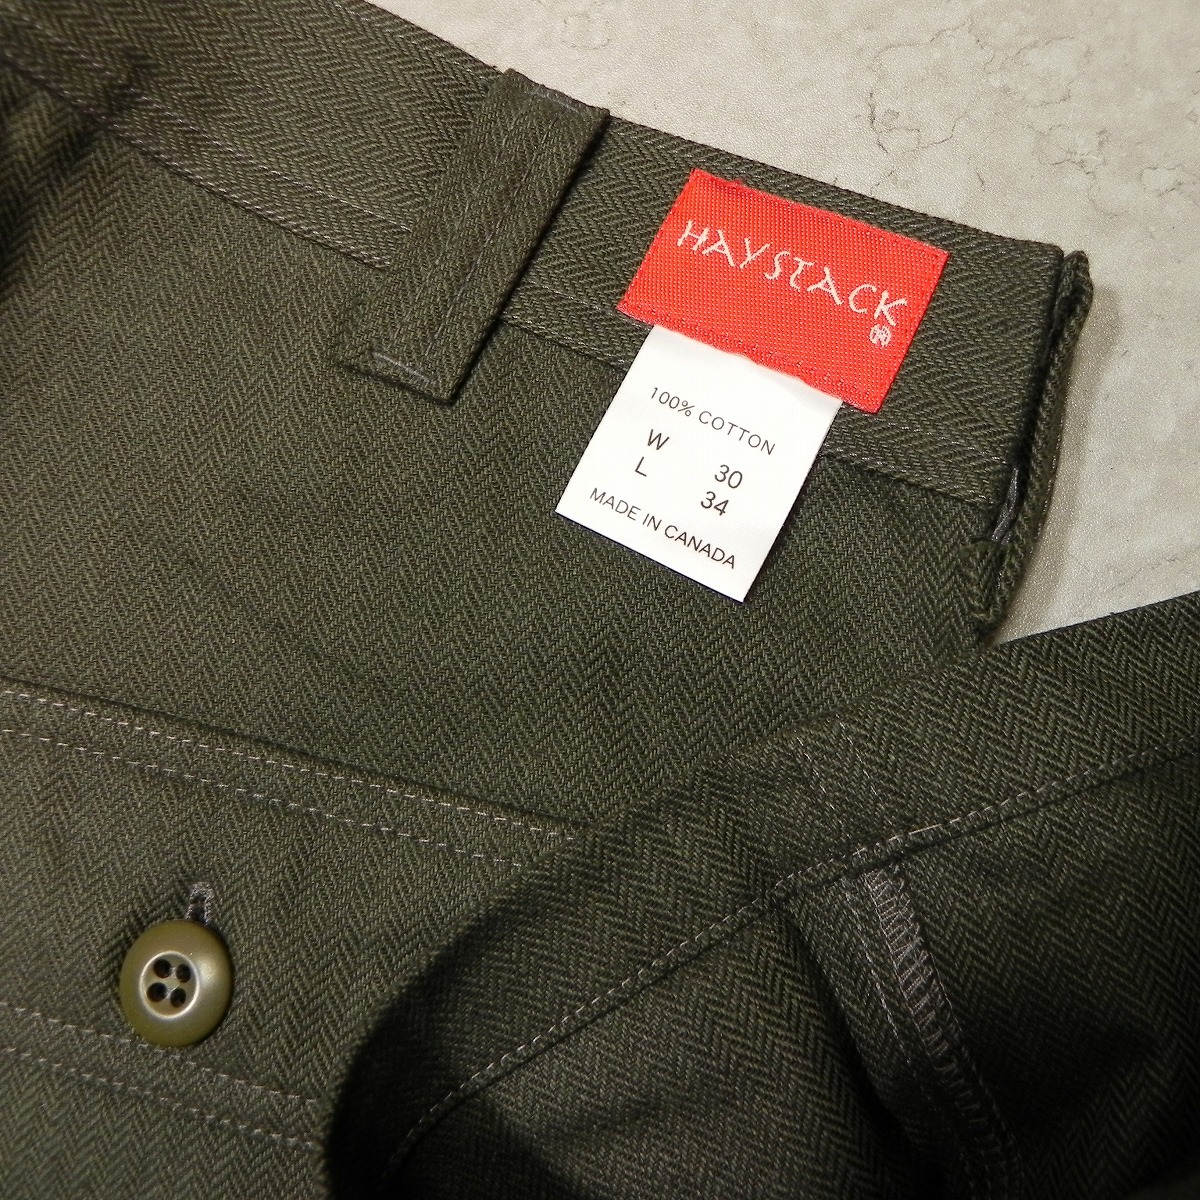 HAYSTACK
®
100% COTTON
W 30
L 34
MADE IN CANADA